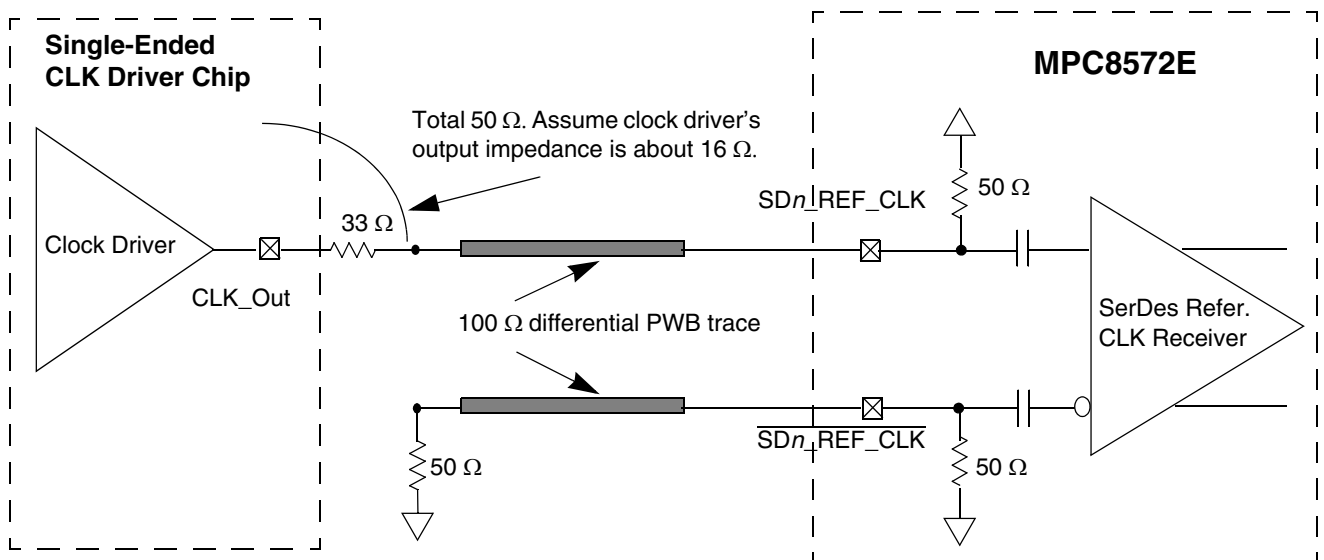 Single-Ended
CLK Driver Chip
MPC8572E
Total 50 Ω. Assume clock driver's
output impedance is about 16 Ω.
SDn_REF_CLK
50 Ω
33 Ω
Clock Driver
CLK_Out
100 Ω differential PWB trace
SerDes Refer.
CLK Receiver
SDn_REF_CLK
50 Ω
50 Ω